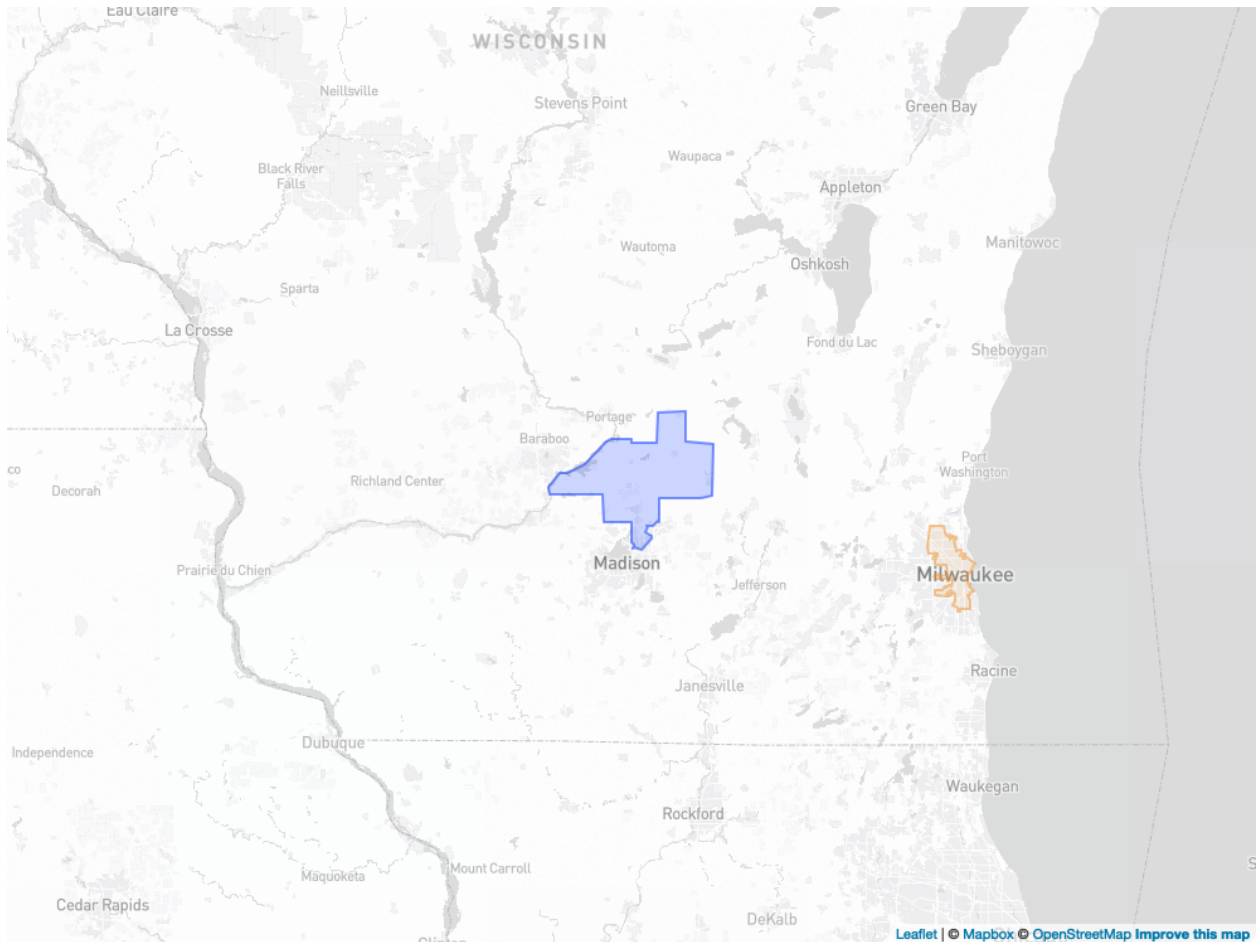 Eau Claire
WISCONSIN
Neillsville
Stevens Point
Green Bay
Waupaca
Black River
Falls
Appleton
Wautoma
Manitowoc
Oshkosh
Sparta
La Crosse
Fond du Lac
Sheboygan
Portage
Baraboo
Port
Washington
co
Richland Center
Decorah
Madison
Prairie du Chien
Milwaukee
Jefferson
Racine
Janesville
Dubuque
Independence
Waukegan
Rockford
Mount Carroll
S
Maquoketa
Cedar Rapids
DeKalb
Clinton
Leaflet | © Mapbox © OpenStreetMap Improve this map